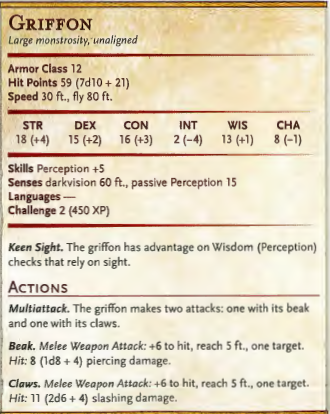 GRIFFON
Large monstrosity, unaligned
Armor Class 12
Hit Points 59 (7d10 + 21)
Speed 30 ft., fly 80 ft.
STR DEX CON INT WIS CHA
18 (+4) 15 (+2) 16 (+3) 2 (−4) 13 (+1) 8 (−1)
Skills Perception +5
Senses darkvision 60 ft., passive Perception 15
Languages —
Challenge 2 (450 XP)
Keen Sight. The griffon has advantage on Wisdom (Perception)
checks that rely on sight.
ACTIONS
Multiattack. The griffon makes two attacks: one with its beak
and one with its claws.
Beak. Melee Weapon Attack: +6 to hit, reach 5 ft., one target.
Hit: 8 (1d8 + 4) piercing damage.
Claws. Melee Weapon Attack: +6 to hit, reach 5 ft., one target.
Hit: 11 (2d6 + 4) slashing damage.